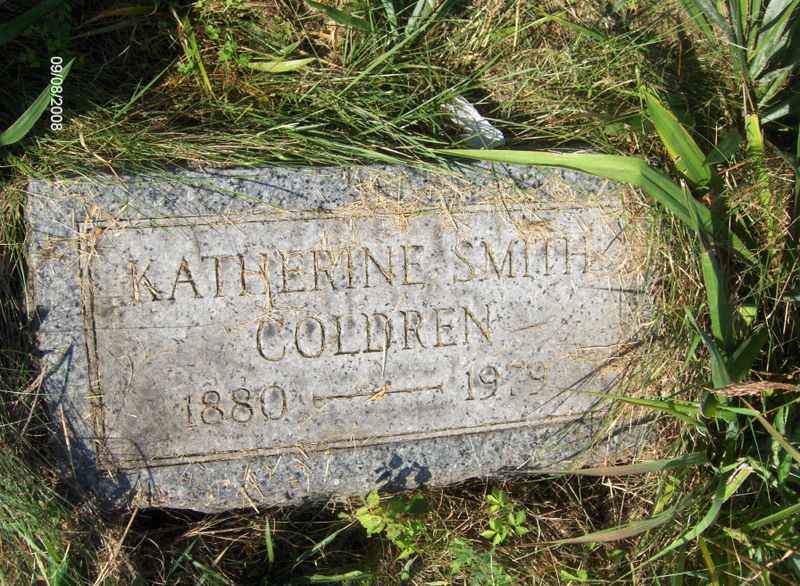 09/08/2008
KATHERINE SMITH
COLDREN
1880 — 1979